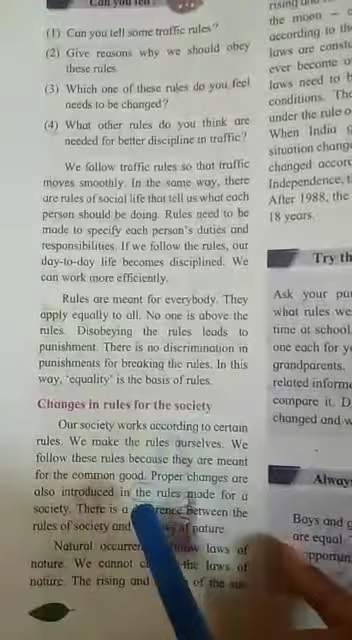 Can you tell?
(1) Can you tell some traffic rules?
(2) Give reasons why we should obey
these rules.
(3) Which one of these rules do you feel
needs to be changed?
(4) What other rules do you think are
needed for better discipline in traffic?
We follow traffic rules so that traffic
moves smoothly. In the same way, there
are rules of social life that tell us what each
person should be doing. Rules need to be
made to specify each person's duties and
responsibilities. If we follow the rules, our
day-to-day life becomes disciplined. We
can work more efficiently.
Rules are meant for everybody. They
apply equally to all. No one is above the
rules. Disobeying the rules leads to
punishment. There is no discrimination in
punishments for breaking the rules. In this
way, 'equality' is the basis of rules.
Changes in rules for the society
Our society works according to certain
rules. We make the rules ourselves. We
follow these rules because they are meant
for the common good. Proper changes are
also introduced in the rules made for a
society. There is a between the
rules of society and of nature
Natural laws of
nature. We cannot the laws of
nature. The rising and of the
rising and
the moon –
according to th
laws are const
ever become o
laws need to b
conditions. The
under the rule o
When India g
situation chang
changed accor
Independence, t
After 1988, the
18 years.
Try th
Ask your pa
what rules we
time at school
one each for y
grandparents.
related inform
compare it. D
changed and w
Alway
Boys and g
are equal.
opportun